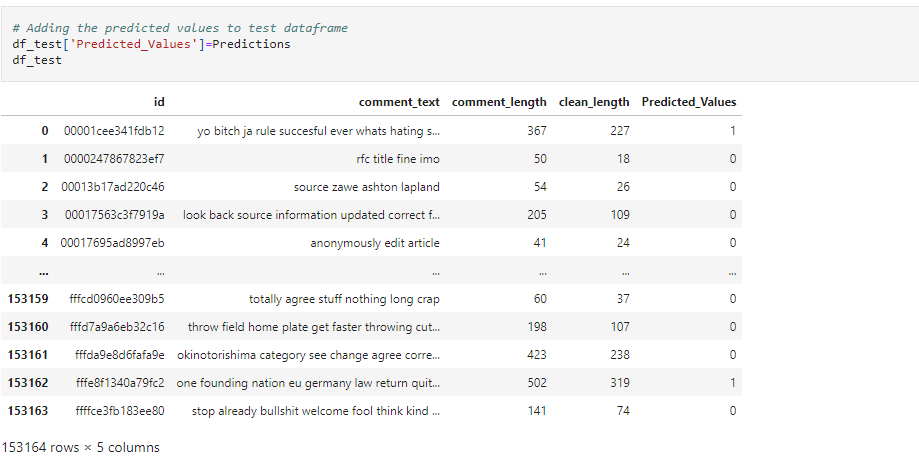 # Adding the predicted values to test dataframe
df_test['Predicted_Values']=Predictions
df_test
id comment_text comment_length clean_length Predicted_Values
0 00001cee341fdb12 yo bitch ja rule succesful ever whats hating s... 367 227 1
1 0000247867823ef7 rfc title fine imo 50 18 0
2 00013b17ad220c46 source zawe ashton lapland 54 26 0
3 00017563c3f7919a look back source information updated correct f... 205 109 0
4 00017695ad8997eb anonymously edit article 41 24 0
... ... ... ... ... ...
153159 fffcd0960ee309b5 totally agree stuff nothing long crap 60 37 0
153160 fffd7a9a6eb32c16 throw field home plate get faster throwing cut... 198 107 0
153161 fffda9e8d6fafa9e okinotorishima category see change agree corre... 423 238 0
153162 fffe8f1340a79fc2 one founding nation eu germany law return quit... 502 319 1
153163 ffffce3fb183ee80 stop already bullshit welcome fool think kind ... 141 74 0
153164 rows × 5 columns